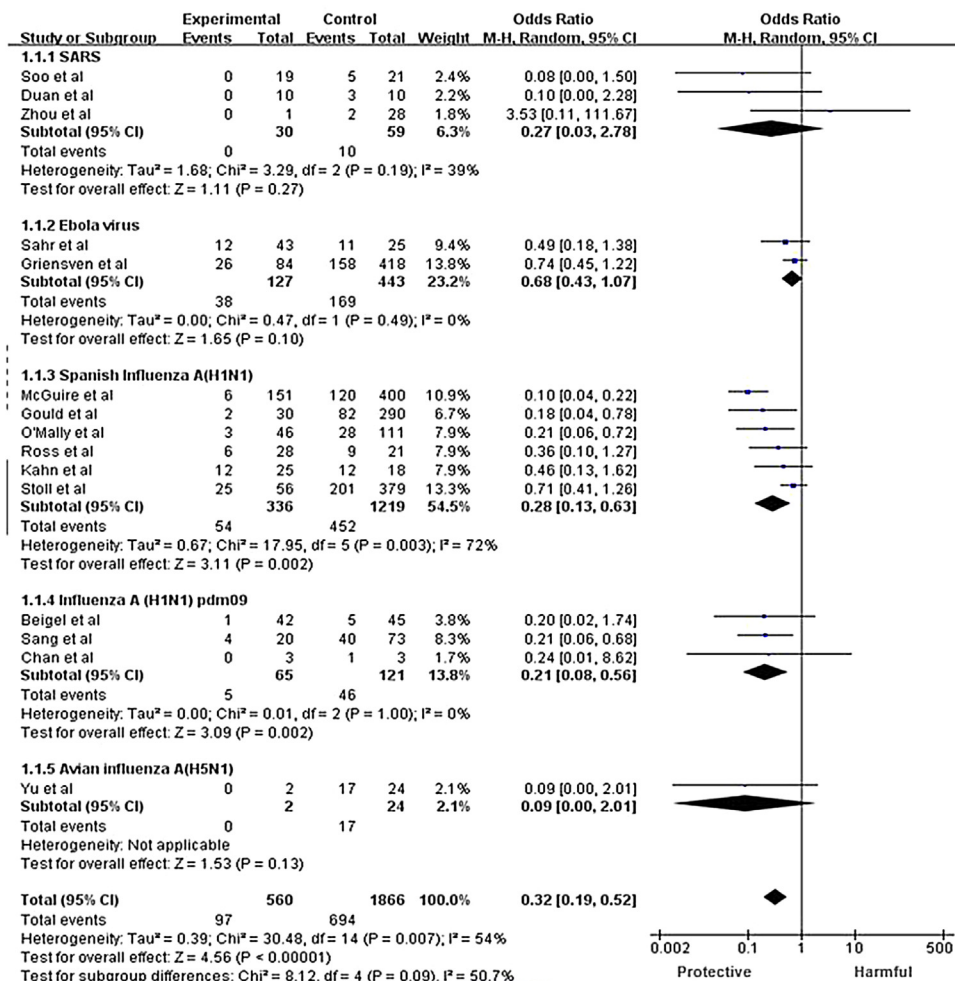 Experimental Control Odds Ratio Odds Ratio
Study or Subgroup Events Total Events Total Weight M-H, Random, 95% CI M-H, Random, 95% CI
1.1.1 SARS
Soo et al 0 19 5 21 2.4% 0.08 [0.00, 1.50]
Duan et al 0 10 3 10 2.2% 0.10 [0.00, 2.28]
Zhou et al 0 1 2 28 1.8% 3.53 [0.11, 111.67]
Subtotal (95% CI) 30 59 6.3% 0.27 [0.03, 2.78]
Total events 0 10
Heterogeneity: Tau² = 1.68; Chi² = 3.29, df = 2 (P = 0.19); I² = 39%
Test for overall effect: Z = 1.11 (P = 0.27)
1.1.2 Ebola virus
Sahr et al 12 43 11 25 9.4% 0.49 [0.18, 1.38]
Griensven et al 26 84 158 418 13.8% 0.74 [0.45, 1.22]
Subtotal (95% CI) 127 443 23.2% 0.68 [0.43, 1.07]
Total events 38 169
Heterogeneity: Tau² = 0.00; Chi² = 0.47, df = 1 (P = 0.49); I² = 0%
Test for overall effect: Z = 1.65 (P = 0.10)
1.1.3 Spanish Influenza A(H1N1)
McGuire et al 6 151 120 400 10.9% 0.10 [0.04, 0.22]
Gould et al 2 30 82 290 6.7% 0.18 [0.04, 0.78]
O'Mally et al 3 46 28 111 7.9% 0.21 [0.06, 0.72]
Ross et al 6 28 9 21 7.9% 0.36 [0.10, 1.27]
Kahn et al 12 25 12 18 7.9% 0.46 [0.13, 1.62]
Stoll et al 25 56 201 379 13.3% 0.71 [0.41, 1.26]
Subtotal (95% CI) 336 1219 54.5% 0.28 [0.13, 0.63]
Total events 54 452
Heterogeneity: Tau² = 0.67; Chi² = 17.95, df = 5 (P = 0.003); I² = 72%
Test for overall effect: Z = 3.11 (P = 0.002)
1.1.4 Influenza A (H1N1) pdm09
Beigel et al 1 42 5 45 3.8% 0.20 [0.02, 1.74]
Sang et al 4 20 40 73 8.3% 0.21 [0.06, 0.68]
Chan et al 0 3 1 3 1.7% 0.24 [0.01, 8.62]
Subtotal (95% CI) 65 121 13.8% 0.21 [0.08, 0.56]
Total events 5 46
Heterogeneity: Tau² = 0.00; Chi² = 0.01, df = 2 (P = 1.00); I² = 0%
Test for overall effect: Z = 3.09 (P = 0.002)
1.1.5 Avian influenza A(H5N1)
Yu et al 0 2 17 24 2.1% 0.09 [0.00, 2.01]
Subtotal (95% CI) 2 24 2.1% 0.09 [0.00, 2.01]
Total events 0 17
Heterogeneity: Not applicable
Test for overall effect: Z = 1.53 (P = 0.13)
Total (95% CI) 560 1866 100.0% 0.32 [0.19, 0.52]
Total events 97 694
Heterogeneity: Tau² = 0.39; Chi² = 30.48, df = 14 (P = 0.007); I² = 54%
Test for overall effect: Z = 4.56 (P < 0.00001)
Test for subgroup differences: Chi² = 8.12, df = 4 (P = 0.09), I² = 50.7%
0.002 0.1 1 10 500
Protective Harmful